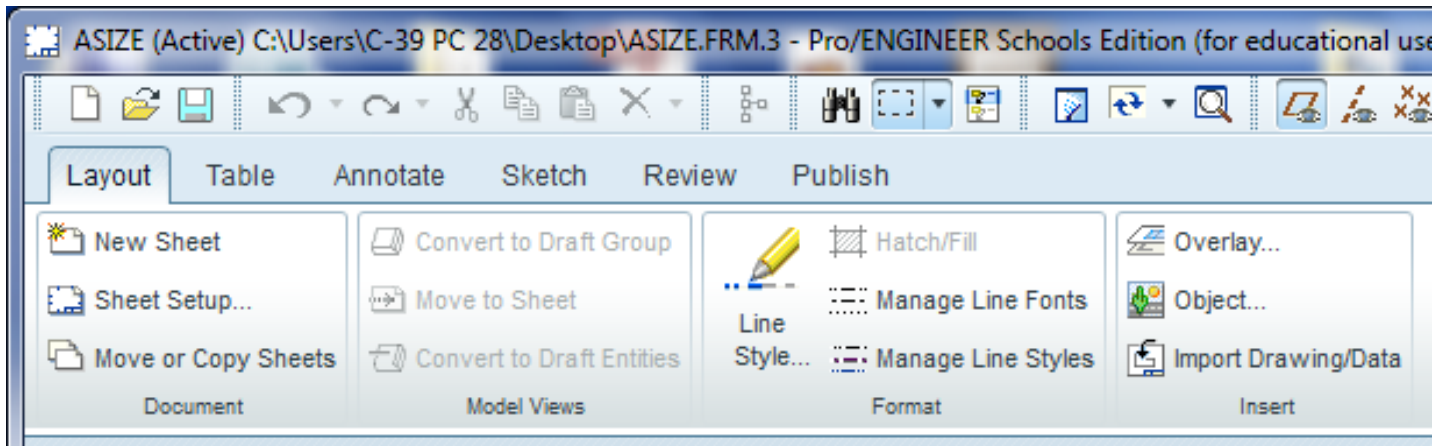 ASIZE (Active) C:\Users\C-39 PC 28\Desktop\ASIZE.FRM.3 - Pro/ENGINEER Schools Edition (for educational use
Layout Table Annotate Sketch Review Publish
New Sheet
Sheet Setup...
Move or Copy Sheets
Document
Convert to Draft Group
Move to Sheet
Convert to Draft Entities
Model Views
Line
Style...
Hatch/Fill
Manage Line Fonts
Manage Line Styles
Format
Overlay...
Object...
Import Drawing/Data
Insert